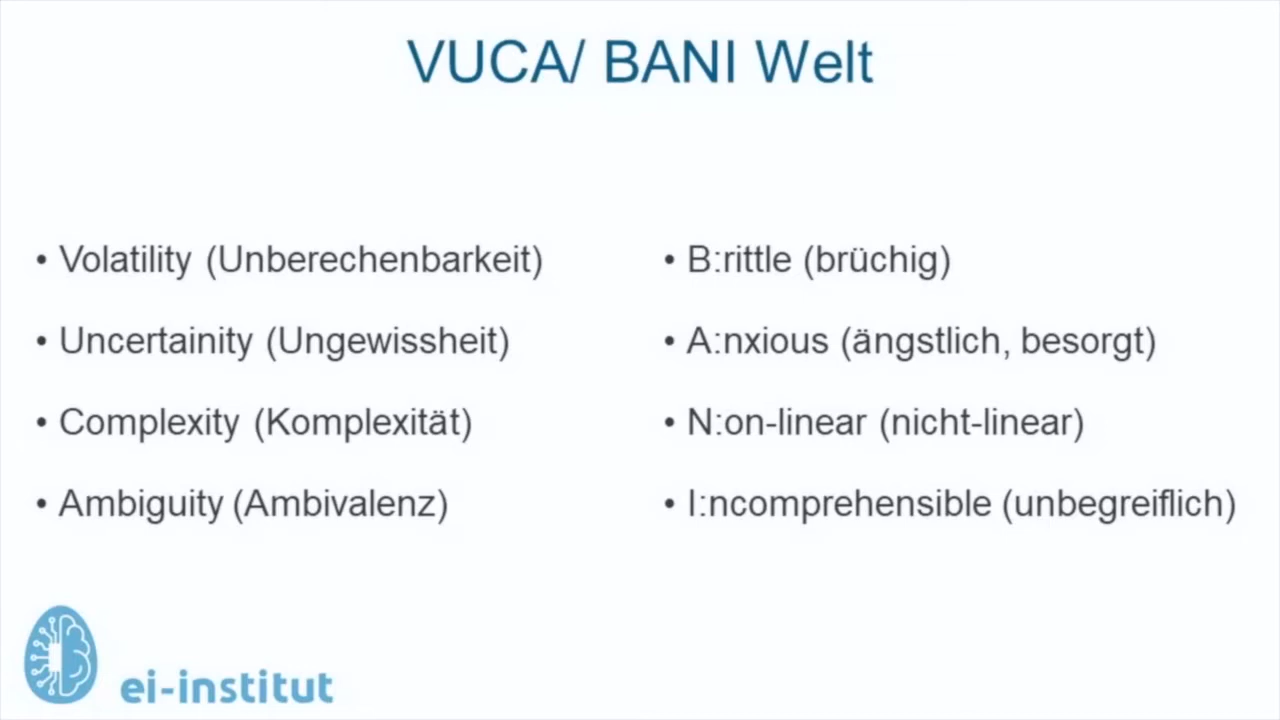 VUCA/ BANI Welt
• Volatility (Unberechenbarkeit)
• Uncertainity (Ungewissheit)
• Complexity (Komplexität)
• Ambiguity (Ambivalenz)
• B:rittle (brüchig)
• A:nxious (ängstlich, besorgt)
• N:on-linear (nicht-linear)
• I:ncomprehensible (unbegreiflich)
ei-institut